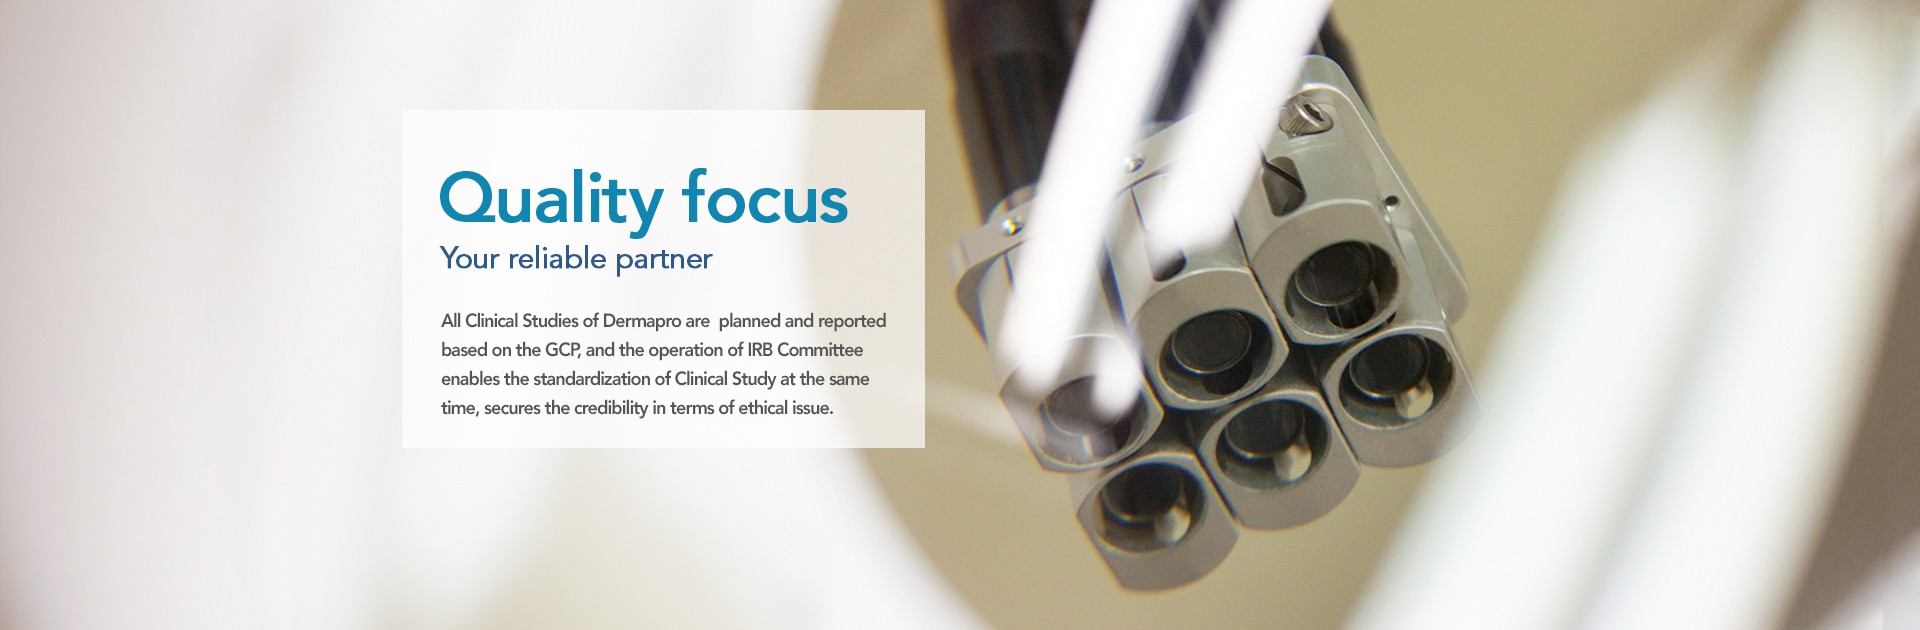 Quality focus
Your reliable partner
All Clinical Studies of Dermapro are  planned and reported
based on the GCP, and the operation of IRB Committee
enables the standardization of Clinical Study at the same
time, secures the credibility in terms of ethical issue.